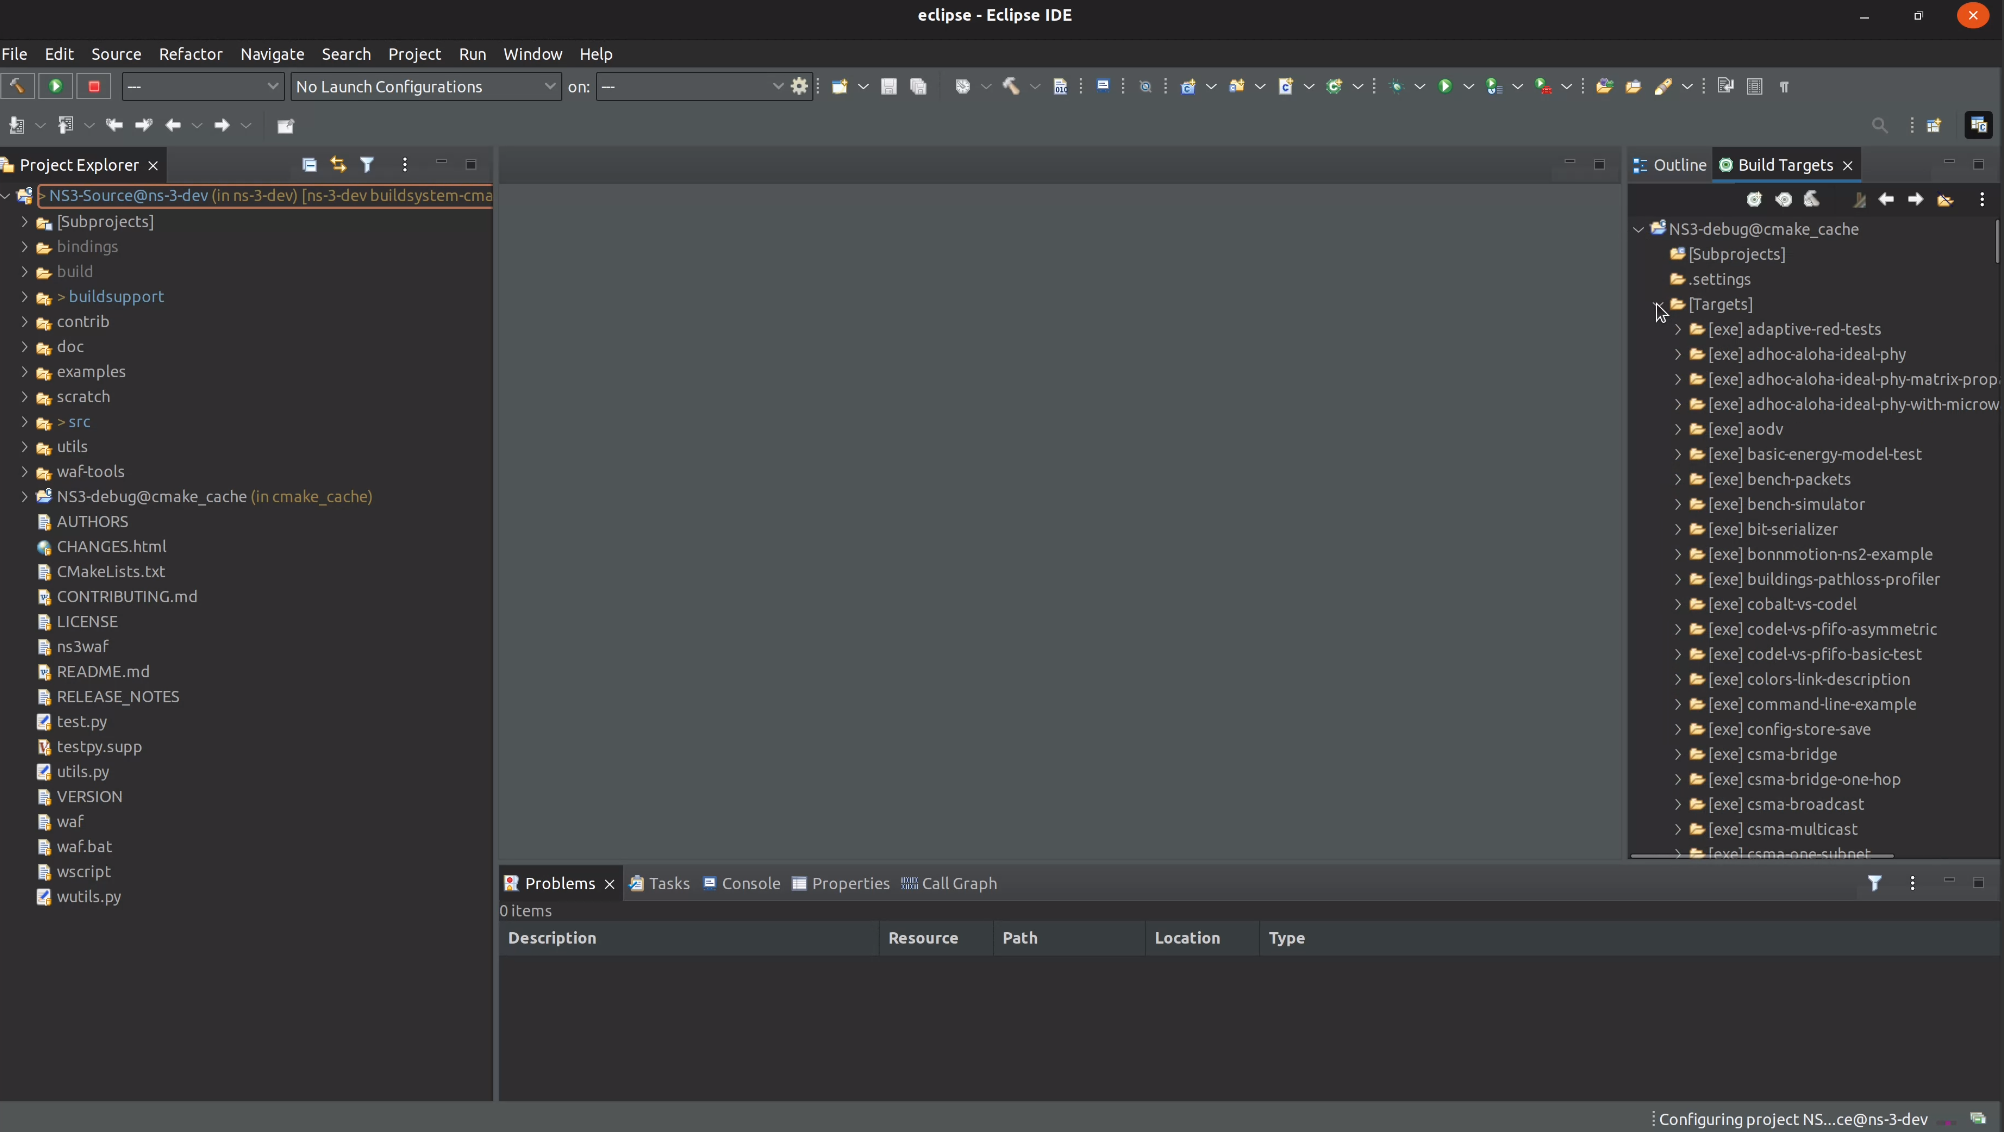 eclipse - Eclipse IDE
File Edit Source Refactor Navigate Search Project Run Window Help
--- No Launch Configurations on: ---
Project Explorer
> NS3-Source@ns-3-dev (in ns-3-dev) [ns-3-dev buildsystem-cma
[Subprojects]
bindings
build
> buildsupport
contrib
doc
examples
scratch
> src
utils
waf-tools
NS3-debug@cmake_cache (in cmake_cache)
AUTHORS
CHANGES.html
CMakeLists.txt
CONTRIBUTING.md
LICENSE
ns3waf
README.md
RELEASE_NOTES
test.py
testpy.supp
utils.py
VERSION
waf
waf.bat
wscript
wutils.py
Outline Build Targets
NS3-debug@cmake_cache
[Subprojects]
.settings
[Targets]
[exe] adaptive-red-tests
[exe] adhoc-aloha-ideal-phy
[exe] adhoc-aloha-ideal-phy-matrix-prop
[exe] adhoc-aloha-ideal-phy-with-microw
[exe] aodv
[exe] basic-energy-model-test
[exe] bench-packets
[exe] bench-simulator
[exe] bit-serializer
[exe] bonnmotion-ns2-example
[exe] buildings-pathloss-profiler
[exe] cobalt-vs-codel
[exe] codel-vs-pfifo-asymmetric
[exe] codel-vs-pfifo-basic-test
[exe] colors-link-description
[exe] command-line-example
[exe] config-store-save
[exe] csma-bridge
[exe] csma-bridge-one-hop
[exe] csma-broadcast
[exe] csma-multicast
[exe] csma-one-subnet
Problems Tasks Console Properties Call Graph
0 items
Description Resource Path Location Type
Configuring project NS...ce@ns-3-dev